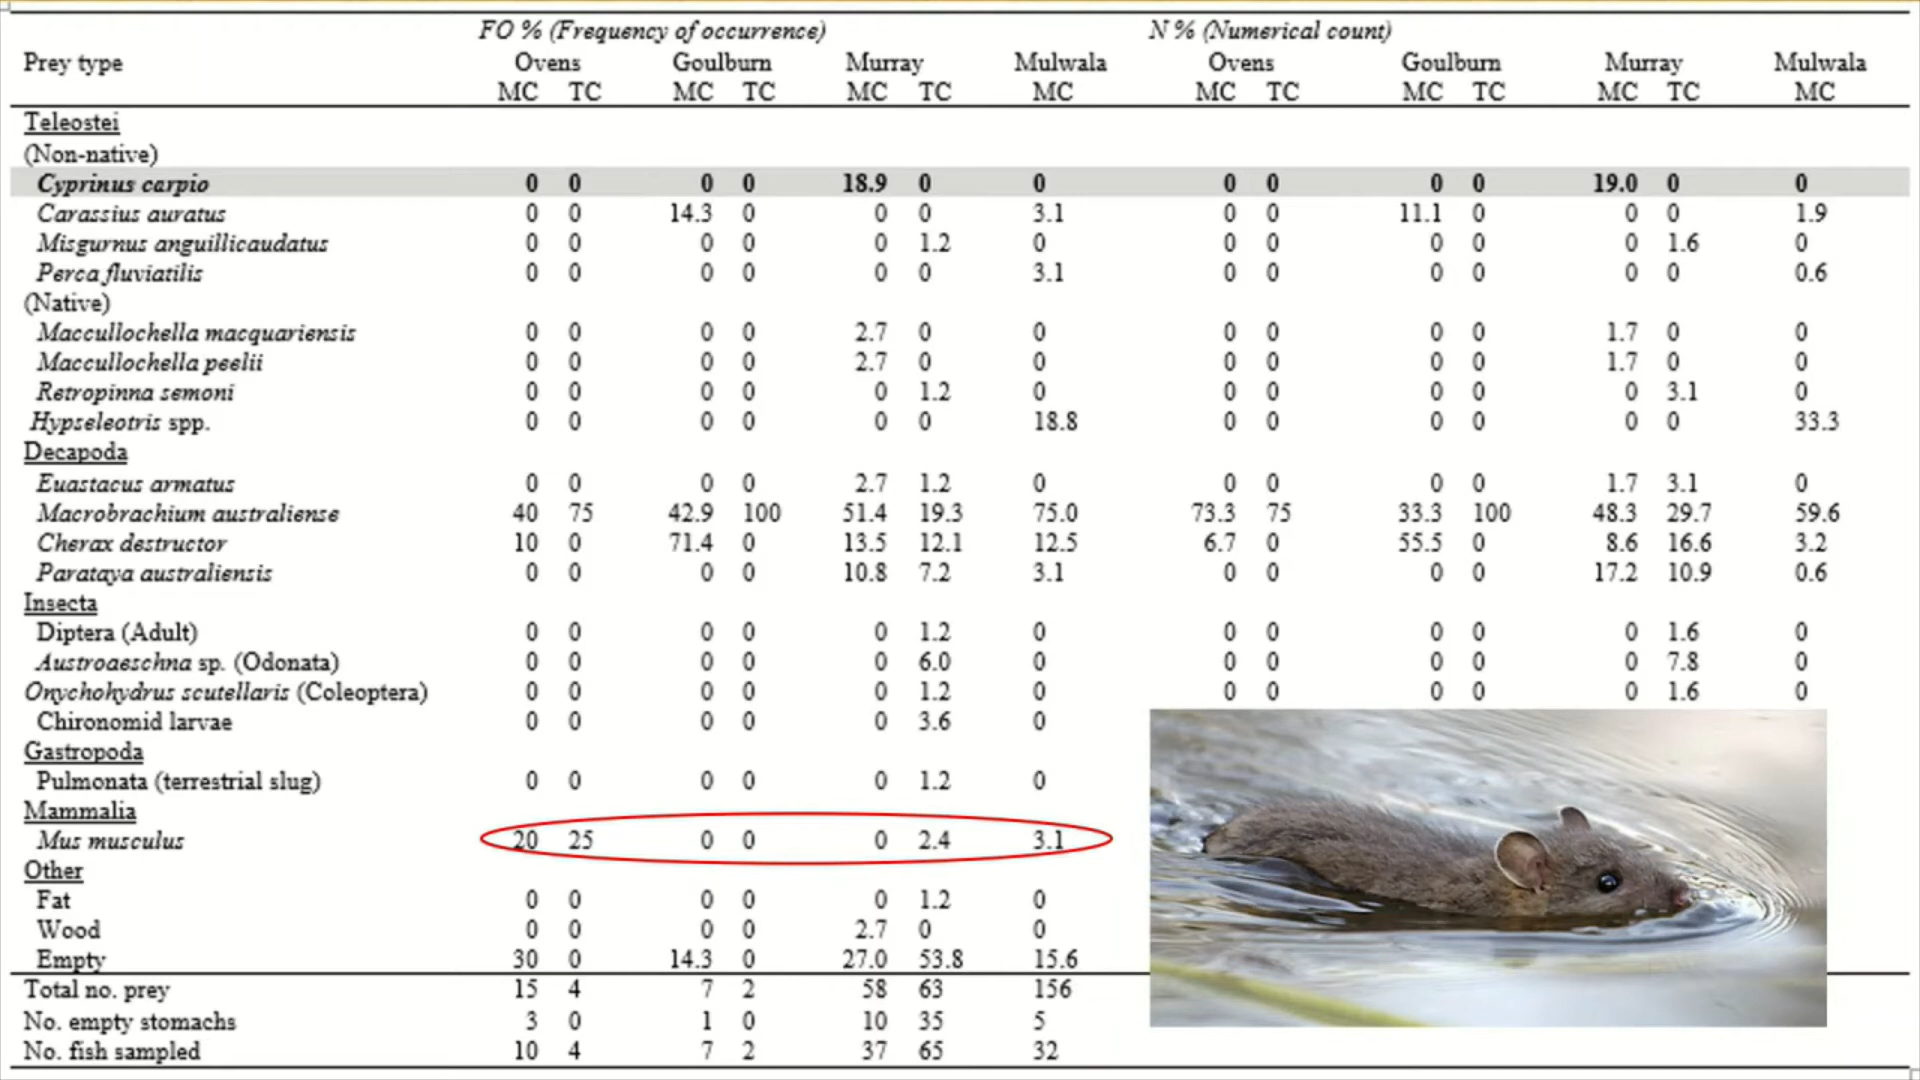 FO % (Frequency of occurrence) N % (Numerical count)
Prey type Ovens Goulburn Murray Mulwala Ovens Goulburn Murray Mulwala
MC TC MC TC MC TC MC MC TC MC TC MC TC MC
Teleostei
(Non-native)
Cyprinus carpio 0 0 0 0 18.9 0 0 0 0 0 0 19.0 0 0
Carassius auratus 0 0 14.3 0 0 0 3.1 0 0 11.1 0 0 0 1.9
Misgurnus anguillicaudatus 0 0 0 0 0 1.2 0 0 0 0 0 0 1.6 0
Perca fluviatilis 0 0 0 0 0 0 3.1 0 0 0 0 0 0 0.6
(Native)
Maccullochella macquariensis 0 0 0 0 2.7 0 0 0 0 0 0 1.7 0 0
Maccullochella peelii 0 0 0 0 2.7 0 0 0 0 0 0 1.7 0 0
Retropinna semoni 0 0 0 0 0 1.2 0 0 0 0 0 0 3.1 0
Hypseleotris spp. 0 0 0 0 0 0 18.8 0 0 0 0 0 0 33.3
Decapoda
Euastacus armatus 0 0 0 0 2.7 1.2 0 0 0 0 0 1.7 3.1 0
Macrobrachium australiense 40 75 42.9 100 51.4 19.3 75.0 73.3 75 33.3 100 48.3 29.7 59.6
Cherax destructor 10 0 71.4 0 13.5 12.1 12.5 6.7 0 55.5 0 8.6 16.6 3.2
Parataya australiensis 0 0 0 0 10.8 7.2 3.1 0 0 0 0 17.2 10.9 0.6
Insecta
Diptera (Adult) 0 0 0 0 0 1.2 0 0 0 0 0 0 1.6 0
Austroaeschna sp. (Odonata) 0 0 0 0 0 6.0 0 0 0 0 0 0 7.8 0
Onychohydrus scutellaris (Coleoptera) 0 0 0 0 0 1.2 0 0 0 0 0 0 1.6 0
Chironomid larvae 0 0 0 0 0 3.6 0
Gastropoda
Pulmonata (terrestrial slug) 0 0 0 0 0 1.2 0
Mammalia
Mus musculus 20 25 0 0 0 2.4 3.1
Other
Fat 0 0 0 0 0 1.2 0
Wood 0 0 0 0 2.7 0 0
Empty 30 0 14.3 0 27.0 53.8 15.6
Total no. prey 15 4 7 2 58 63 156
No. empty stomachs 3 0 1 0 10 35 5
No. fish sampled 10 4 7 2 37 65 32